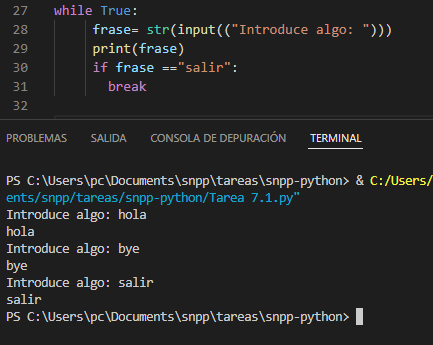 27 while True:
28 frase= str(input(("Introduce algo: ")))
29 print(frase)
30 if frase =="salir":
31 break
32
PROBLEMAS SALIDA CONSOLA DE DEPURACIÓN TERMINAL
PS C:\Users\pc\Documents\snpp\tareas\snpp-python> & C:/Users/
ents/snpp/tareas/snpp-python/Tarea 7.1.py"
Introduce algo: hola
hola
Introduce algo: bye
bye
Introduce algo: salir
salir
PS C:\Users\pc\Documents\snpp\tareas\snpp-python>